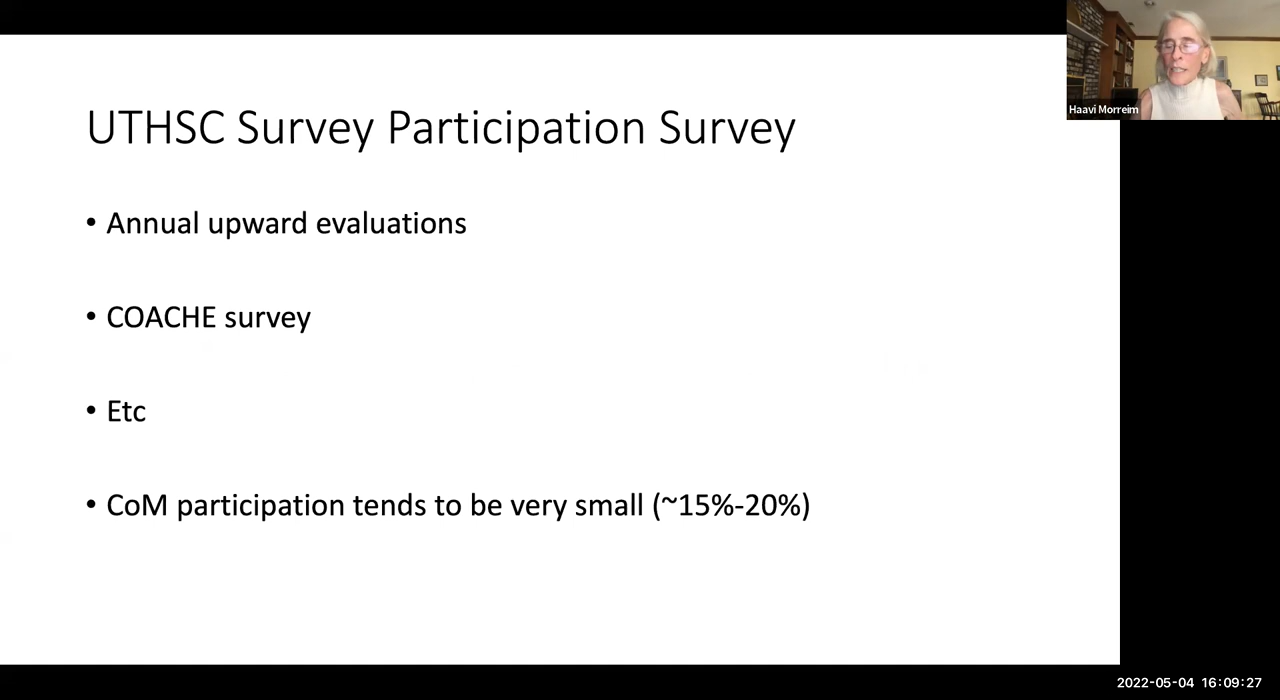 UTHSC Survey Participation Survey
• Annual upward evaluations
• COACHE survey
• Etc
• CoM participation tends to be very small (~15%-20%)
Haavi Morreim
2022-05-04 16:09:27